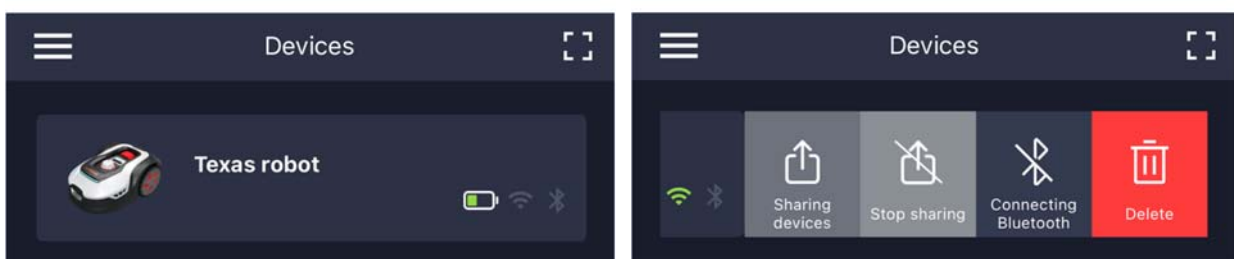 Devices
Texas robot
Devices
Sharing
devices
Stop sharing
Connecting
Bluetooth
Delete